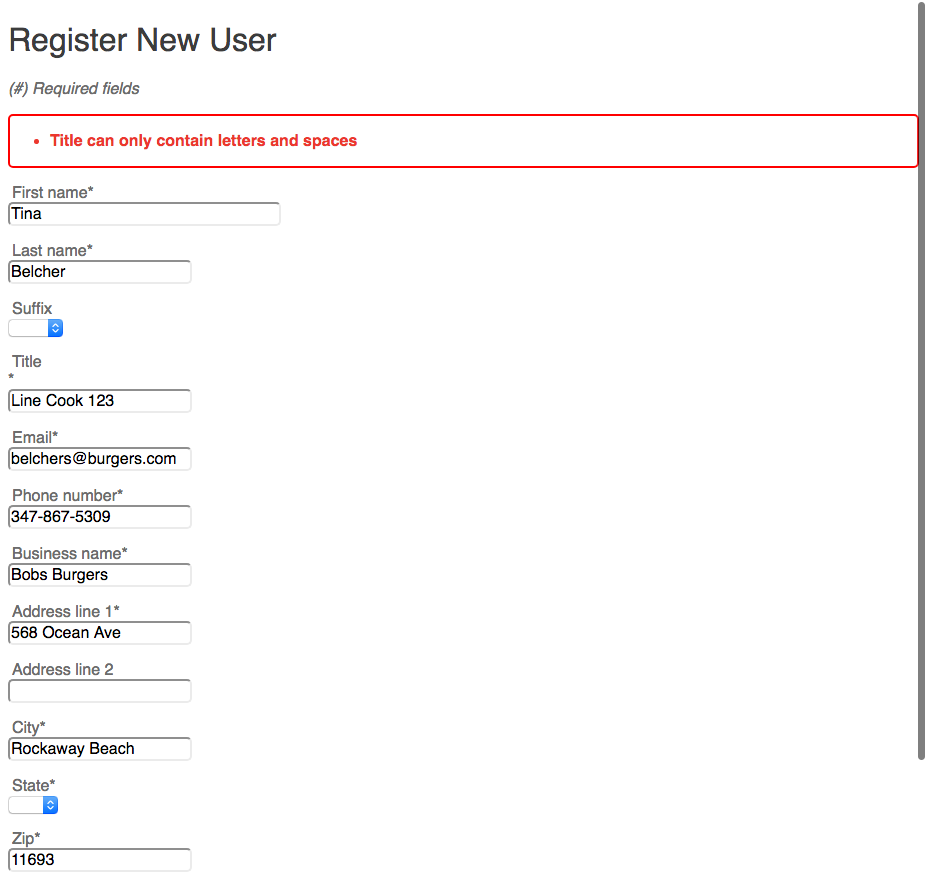 Register New User
(#) Required fields
• Title can only contain letters and spaces
First name*
Tina
Last name*
Belcher
Suffix
Title
*
Line Cook 123
Email*
belchers@burgers.com
Phone number*
347-867-5309
Business name*
Bobs Burgers
Address line 1*
568 Ocean Ave
Address line 2
City*
Rockaway Beach
State*
Zip*
11693